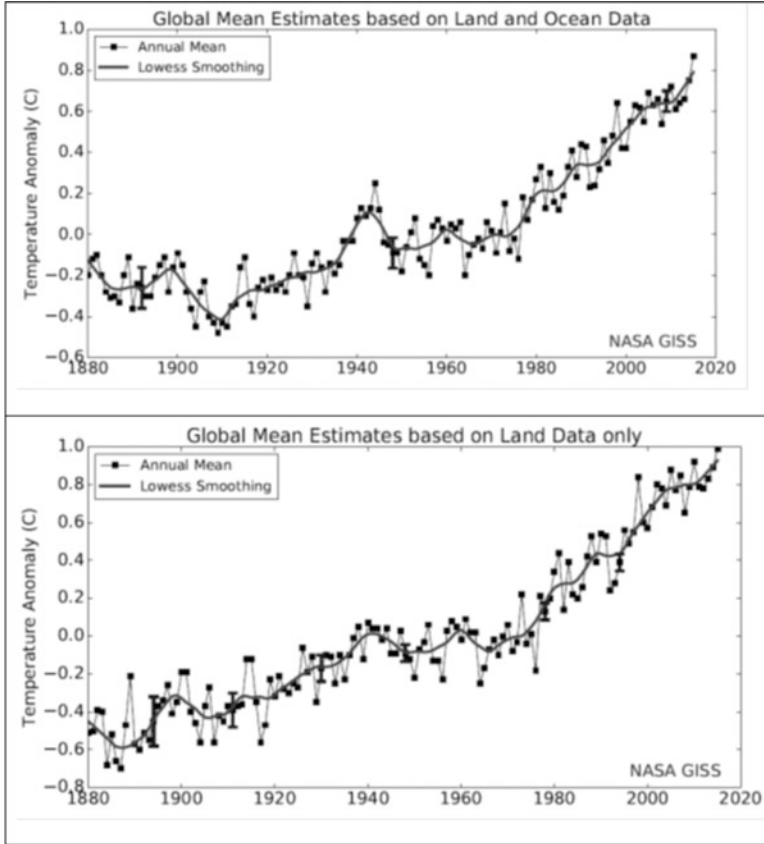 Global Mean Estimates based on Land and Ocean Data
1.0
Annual Mean
0.8
Lowess Smoothing
0.6
0.4
0.2
0.0
−0.2
−0.4
−0.6
Temperature Anomaly (C)
NASA GISS
1880 1900 1920 1940 1960 1980 2000 2020
Global Mean Estimates based on Land Data only
1.0
Annual Mean
0.8
Lowess Smoothing
0.6
0.4
0.2
0.0
−0.2
−0.4
−0.6
−0.8
Temperature Anomaly (C)
NASA GISS
1880 1900 1920 1940 1960 1980 2000 2020